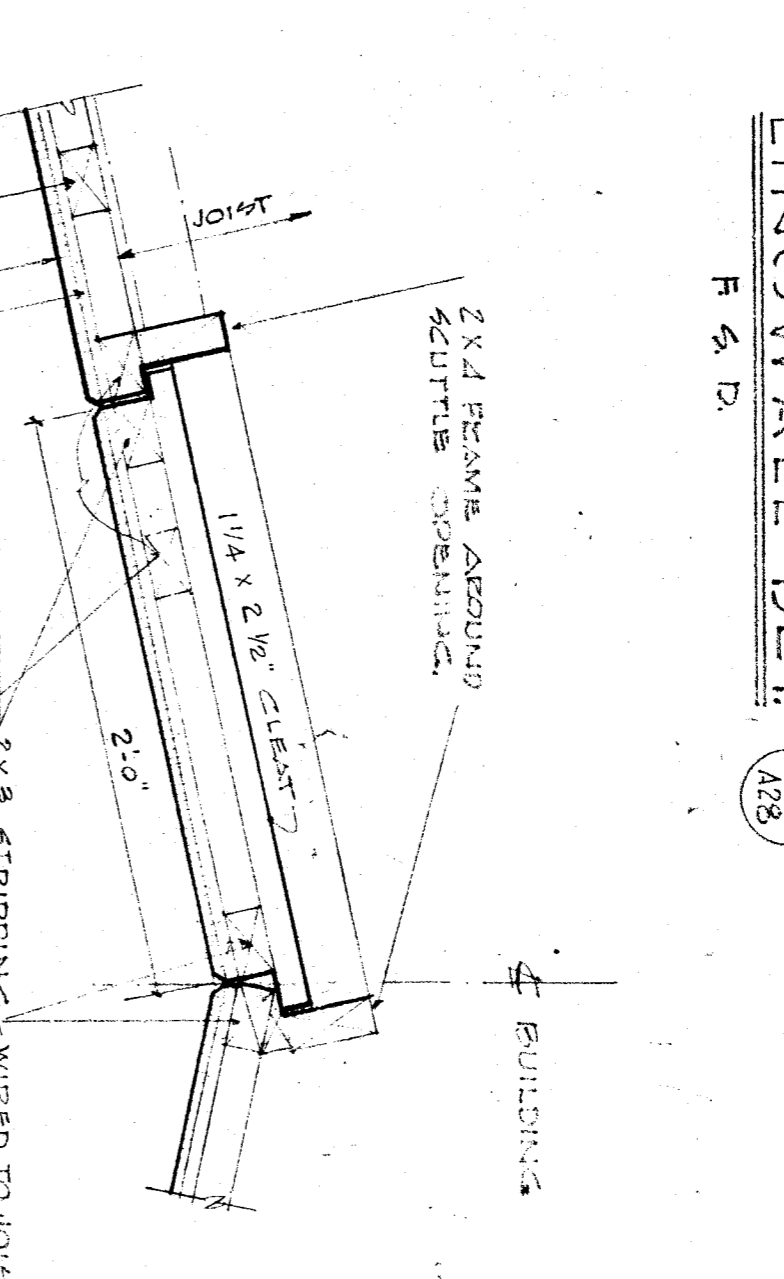 F.S.D.
A28
JOIST
2 X 4 FRAME AROUND
SCUTTLE OPENING.
1 1/4 X 2 1/2" CLEAT
2'-0"
℄ BUILDING
2 X 3 STRIPPING WIRED TO